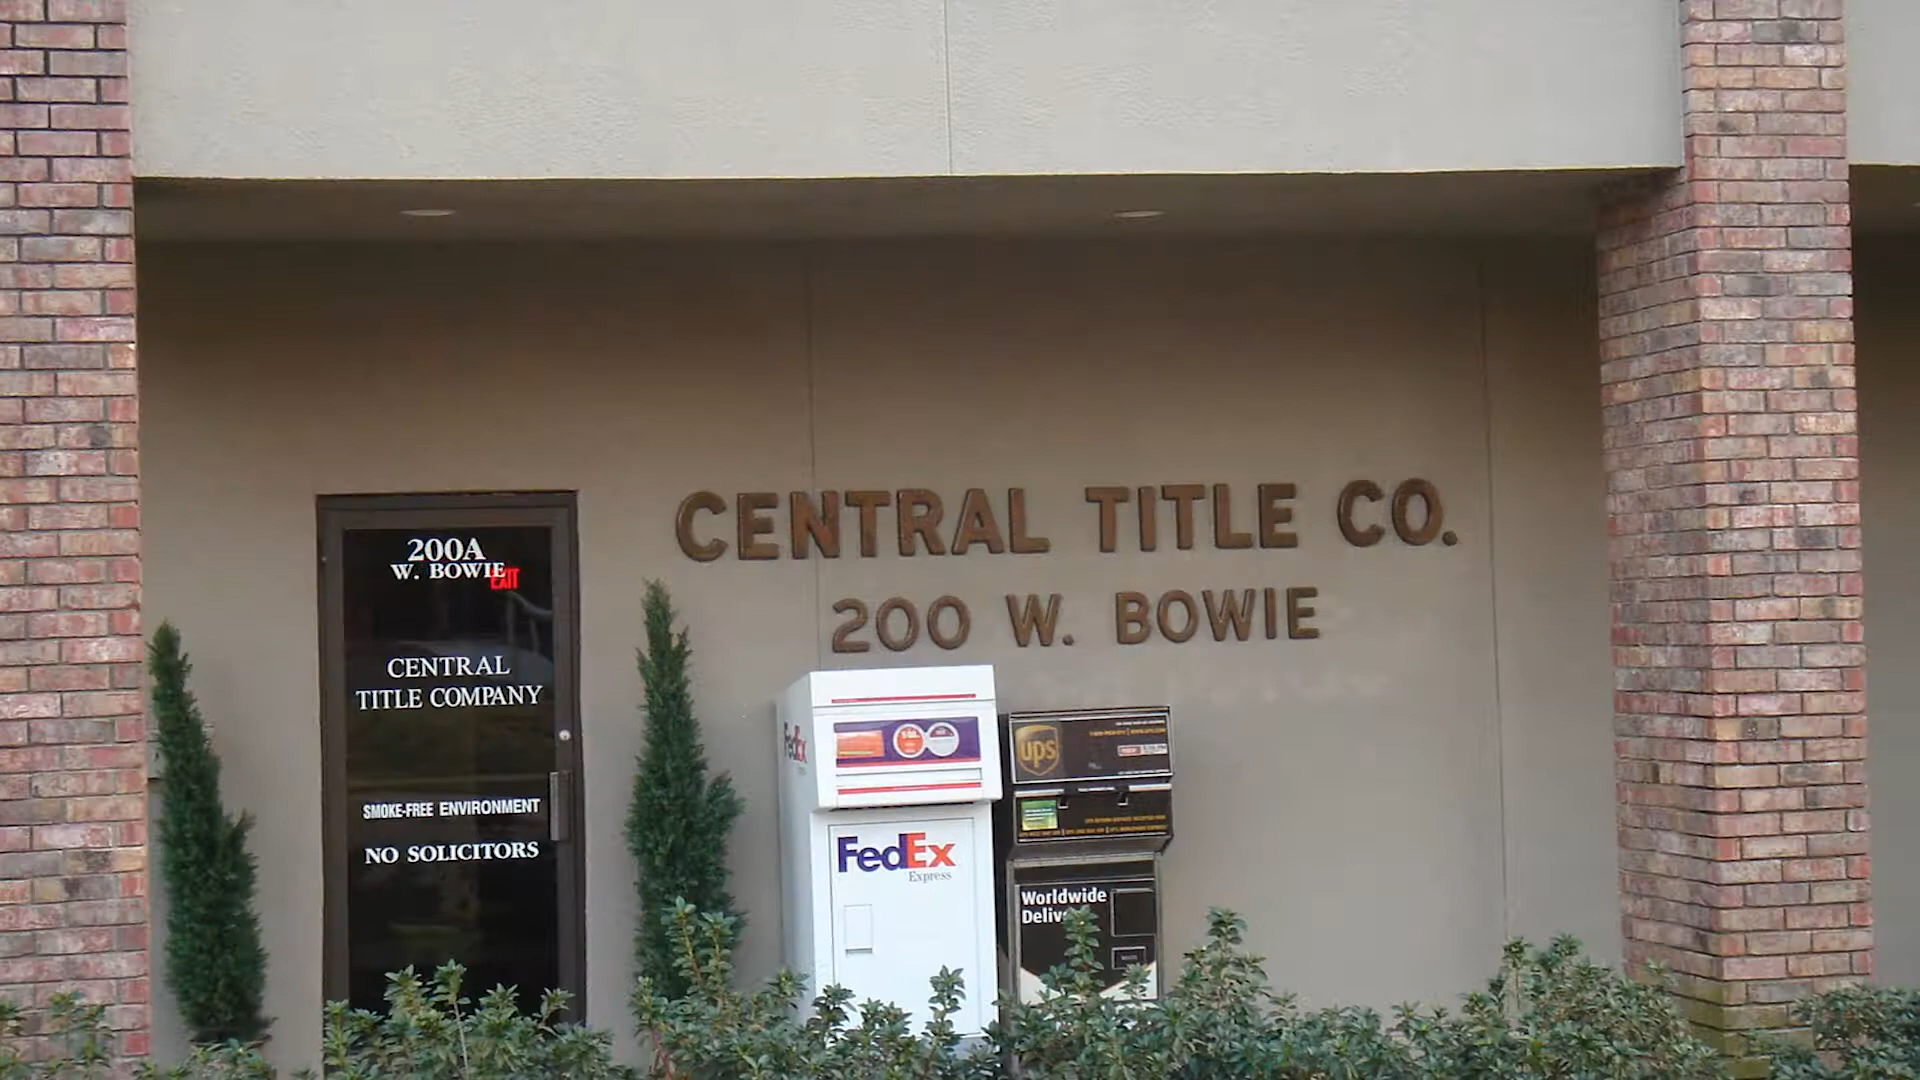 200A
W. BOWIE
EXIT
CENTRAL
TITLE COMPANY
SMOKE-FREE ENVIRONMENT
NO SOLICITORS
CENTRAL TITLE CO.
200 W. BOWIE
FedEx
FedEx
Express
ups
Worldwide